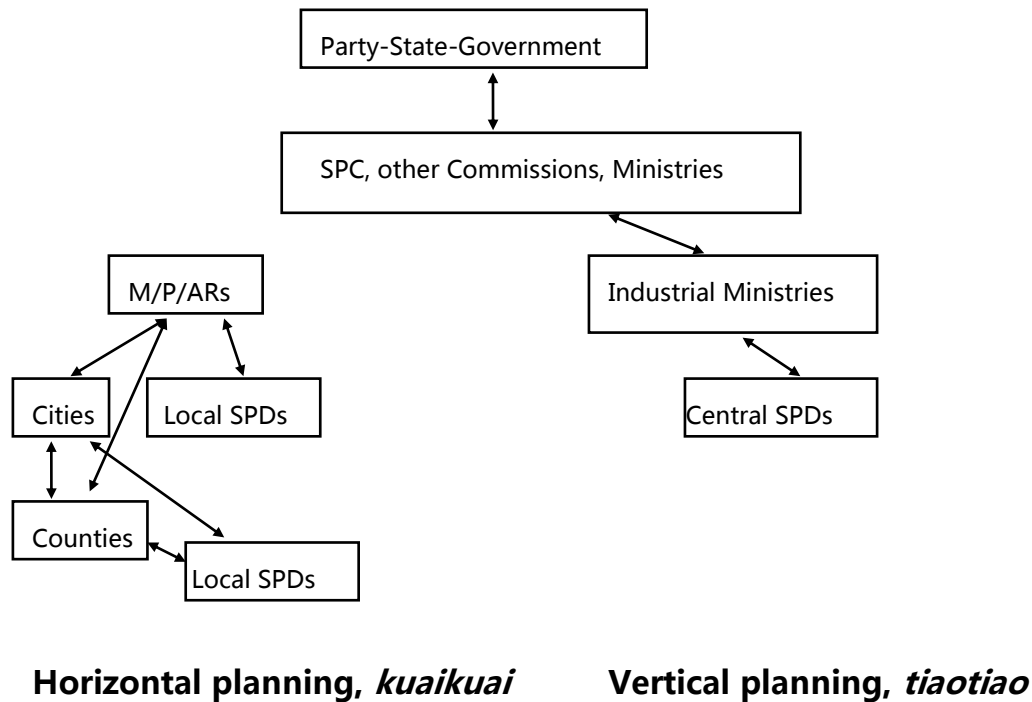 Party-State-Government
SPC, other Commissions, Ministries
M/P/ARs
Industrial Ministries
Cities
Local SPDs
Central SPDs
Counties
Local SPDs
Horizontal planning, kuaikuai
Vertical planning, tiaotiao